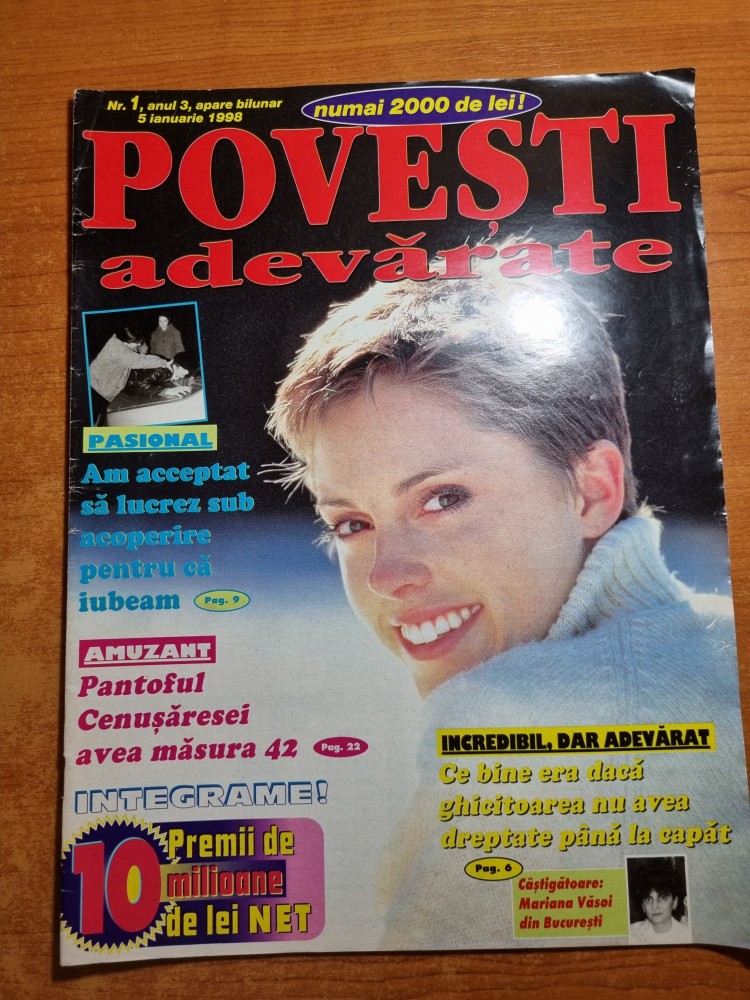 Nr. 1, anul 3, apare bilunar
5 ianuarie 1998
numai 2000 de lei!
POVEȘTI
adevărate
PASIONAL
Am acceptat
să lucrez sub
acoperire
pentru că
iubeam Pag. 9
AMUZANT
Pantoful
Cenușăresei
avea măsura 42 Pag. 22
INTEGRAME!
10 Premii de
milioane
de lei NET
INCREDIBIL, DAR ADEVĂRAT
Ce bine era dacă
ghicitoarea nu avea
dreptate până la capăt
Pag. 6
Câștigătoare:
Mariana Văsoi
din București